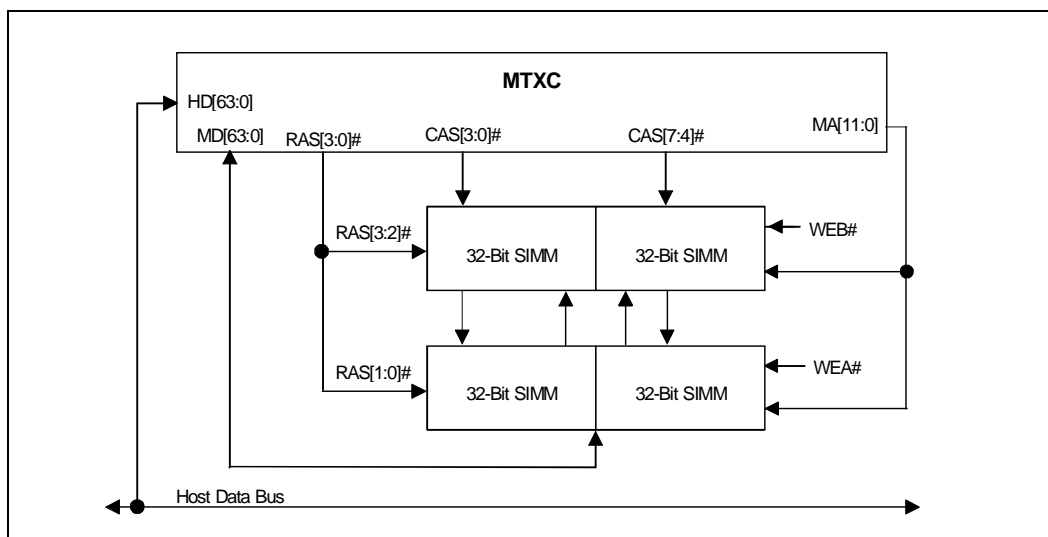 MTXC
HD[63:0]
MA[11:0]
MD[63:0]
RAS[3:0]#
CAS[3:0]#
CAS[7:4]#
RAS[3:2]#
32-Bit SIMM
32-Bit SIMM
WEB#
RAS[1:0]#
32-Bit SIMM
32-Bit SIMM
WEA#
Host Data Bus